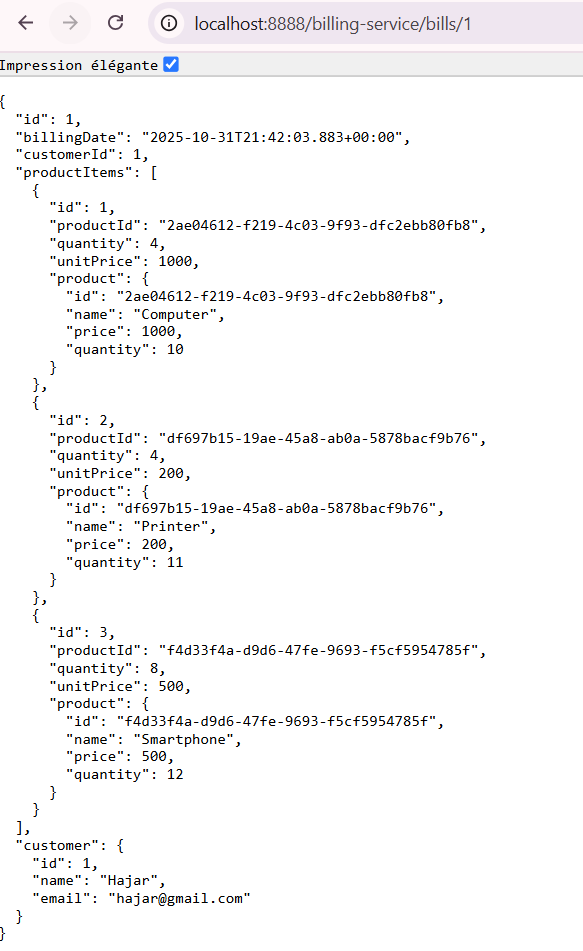 localhost:8888/billing-service/bills/1
Impression élégante
{
  "id": 1,
  "billingDate": "2025-10-31T21:42:03.883+00:00",
  "customerId": 1,
  "productItems": [
    {
      "id": 1,
      "productId": "2ae04612-f219-4c03-9f93-dfc2ebb80fb8",
      "quantity": 4,
      "unitPrice": 1000,
      "product": {
        "id": "2ae04612-f219-4c03-9f93-dfc2ebb80fb8",
        "name": "Computer",
        "price": 1000,
        "quantity": 10
      }
    },
    {
      "id": 2,
      "productId": "df697b15-19ae-45a8-ab0a-5878bacf9b76",
      "quantity": 4,
      "unitPrice": 200,
      "product": {
        "id": "df697b15-19ae-45a8-ab0a-5878bacf9b76",
        "name": "Printer",
        "price": 200,
        "quantity": 11
      }
    },
    {
      "id": 3,
      "productId": "f4d33f4a-d9d6-47fe-9693-f5cf5954785f",
      "quantity": 8,
      "unitPrice": 500,
      "product": {
        "id": "f4d33f4a-d9d6-47fe-9693-f5cf5954785f",
        "name": "Smartphone",
        "price": 500,
        "quantity": 12
      }
    }
  ],
  "customer": {
    "id": 1,
    "name": "Hajar",
    "email": "hajar@gmail.com"
  }
}